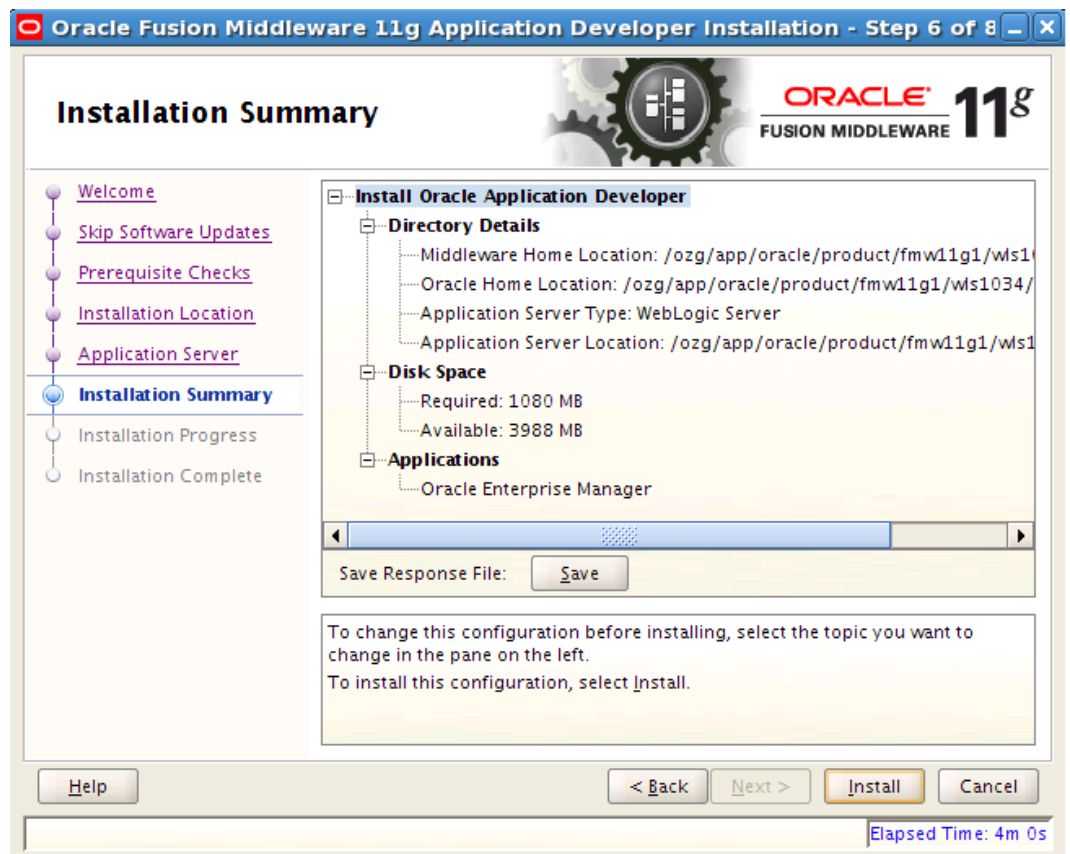 Oracle Fusion Middleware 11g Application Developer Installation - Step 6 of 8
Installation Summary
ORACLE
FUSION MIDDLEWARE 11g
Welcome
Skip Software Updates
Prerequisite Checks
Installation Location
Application Server
Installation Summary
Installation Progress
Installation Complete
Install Oracle Application Developer
Directory Details
Middleware Home Location: /ozg/app/oracle/product/fmw11g1/wls1
Oracle Home Location: /ozg/app/oracle/product/fmw11g1/wls1034/
Application Server Type: WebLogic Server
Application Server Location: /ozg/app/oracle/product/fmw11g1/wls1
Disk Space
Required: 1080 MB
Available: 3988 MB
Applications
Oracle Enterprise Manager
Save Response File: Save
To change this configuration before installing, select the topic you want to
change in the pane on the left.
To install this configuration, select Install.
Help < Back Next > Install Cancel
Elapsed Time: 4m 0s